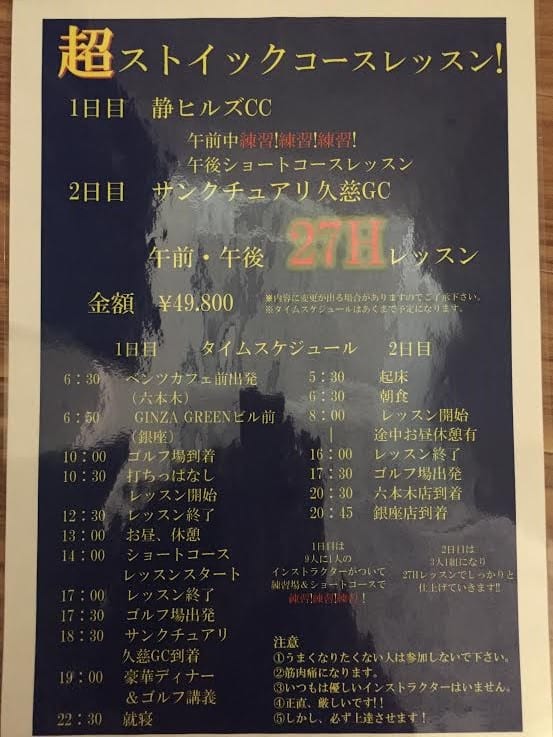 超ストイックコースレッスン!
1日目 静ヒルズCC
午前中練習!練習!練習!
午後ショートコースレッスン
2日目 サンクチュアリ久慈GC
午前・午後 27Hレッスン
金額 ¥49.800
※内容に変更が出る場合がありますのでご了承下さい。
※タイムスケジュールはあくまで予定になります。
1日目 タイムスケジュール 2日目
6：30 ベンツカフェ前出発
（六本木）
6：50 GINZA GREENビル前
（銀座）
10：00 ゴルフ場到着
10：30 打ちっぱなし
レッスン開始
12：30 レッスン終了
13：00 お昼、休憩
14：00 ショートコース
レッスンスタート
17：00 レッスン終了
17：30 ゴルフ場出発
18：30 サンクチュアリ
久慈GC到着
19：00 豪華ディナー
＆ゴルフ講義
22：30 就寝
5：30 起床
6：30 朝食
8：00 レッスン開始
| 途中お昼休憩有
16：00 レッスン終了
17：30 ゴルフ場出発
20：30 六本木店到着
20：45 銀座店到着
1日目は
9人に1人の
インストラクターがついて
練習場＆ショートコースで
練習!練習!練習!！
2日目は
3人1組になり
27Hレッスンでしっかりと
仕上げていきます!!
注意
①うまくなりたくない人は参加しないで下さい。
②筋肉痛になります。
③いつもは優しいインストラクターはいません。
④正直、厳しいです!!
⑤しかし、必ず上達させます！